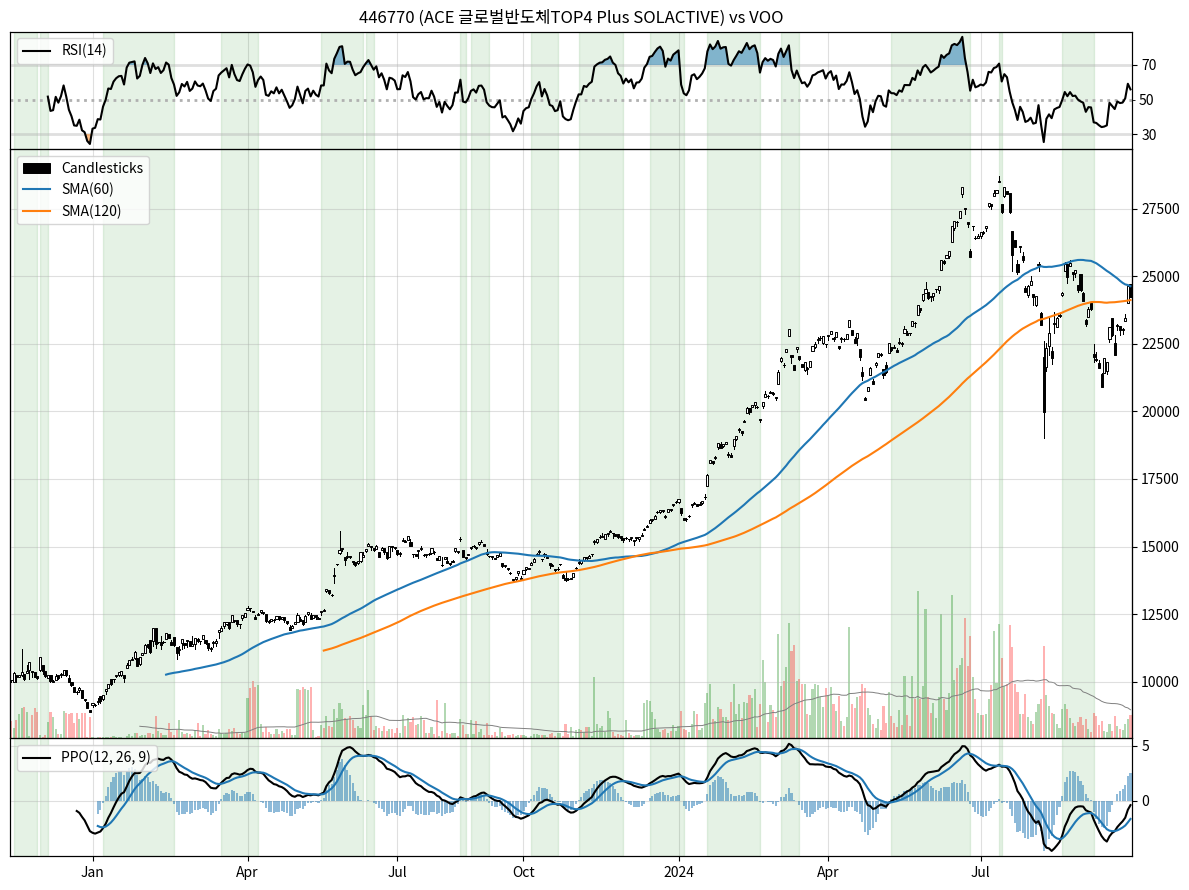 446770 (ACE 글로벌반도체TOP4 Plus SOLACTIVE) vs VOO
RSI(14)
70
50
30
Candlesticks
SMA(60)
SMA(120)
27500
25000
22500
20000
17500
15000
12500
10000
PPO(12, 26, 9)
5
0
Jan Apr Jul Oct 2024 Apr Jul